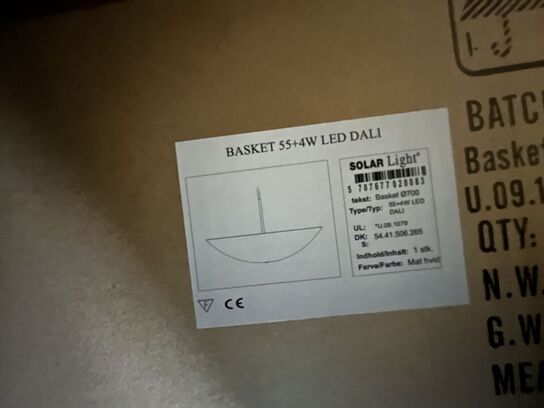 BASKET 55+4W LED DALI
SOLAR Light®
5 707677 020063
tekst: Basket Ø700
Type/Typ: 55+4W LED
DALI
UL: *U.09.1079
DK: 54.41.506.265
S:
Indhold/Inhalt: 1 stk.
Farve/Farbe: Mat hvid
F CE
BATC
Basket
U.09.1
QTY:
N.W.
G.W
MEA